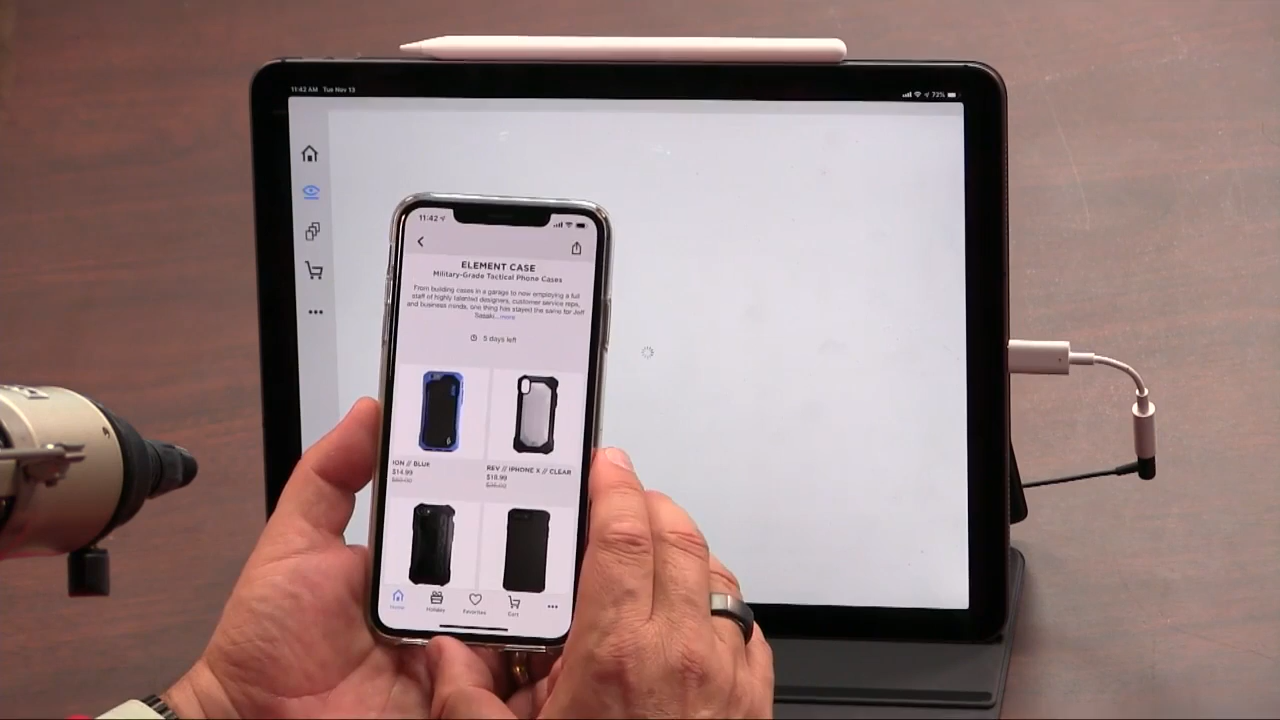 11:42 AM Tue Nov 13
72%
11:42
ELEMENT CASE
Military-Grade Tactical Phone Cases
From building cases in a garage to now employing a full
staff of highly talented designers, customer service reps,
and business minds, one thing has stayed the same for Jeff
Sasaki...more
5 days left
ION // BLUE
$14.99
REV // IPHONE X // CLEAR
$18.99
Home
Holiday
Favorites
Cart